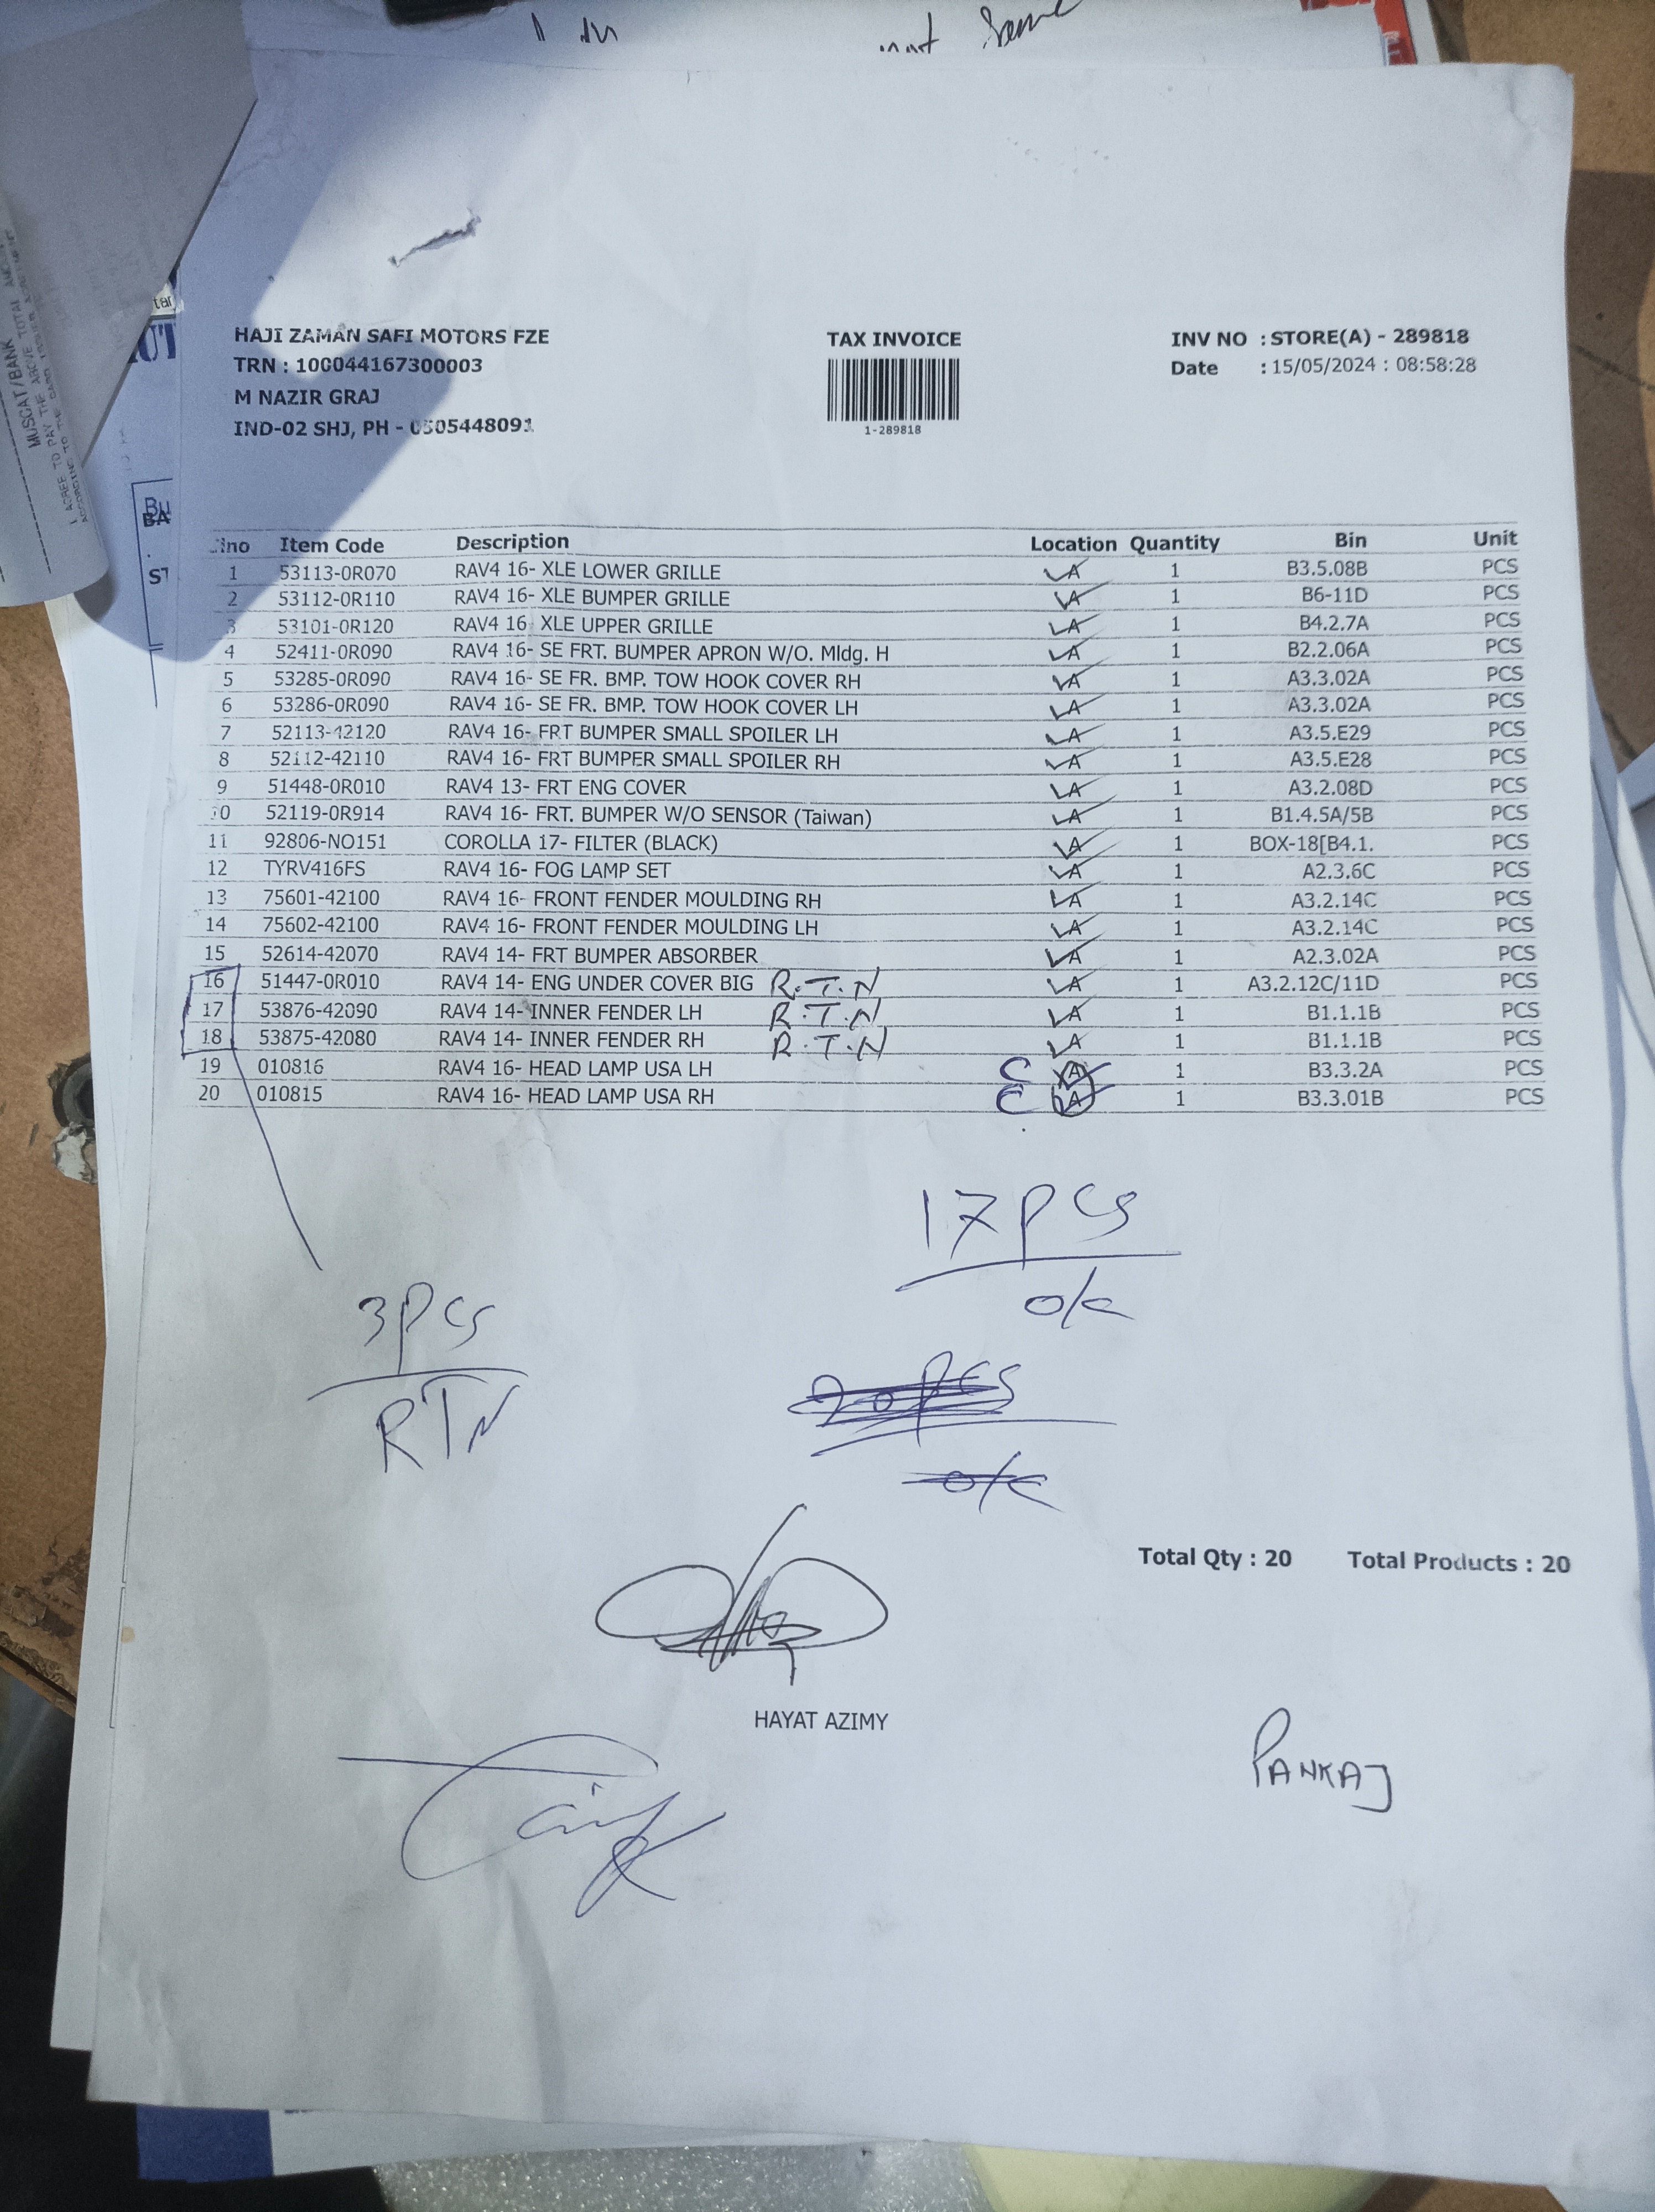 HAJI ZAMAN SAFI MOTORS FZE
TRN : 100044167300003
M NAZIR GRAJ
IND-02 SHJ, PH - 0505448091
TAX INVOICE
1-289818
INV NO : STORE(A) - 289818
Date : 15/05/2024 : 08:58:28
MUSCAT/BANK
Slno Item Code Description Location Quantity Bin Unit
1 53113-0R070 RAV4 16- XLE LOWER GRILLE A 1 B3.5.08B PCS
2 53112-0R110 RAV4 16- XLE BUMPER GRILLE A 1 B6-11D PCS
3 53101-0R120 RAV4 16- XLE UPPER GRILLE A 1 B4.2.7A PCS
4 52411-0R090 RAV4 16- SE FRT. BUMPER APRON W/O. Mldg. H A 1 B2.2.06A PCS
5 53285-0R090 RAV4 16- SE FR. BMP. TOW HOOK COVER RH A 1 A3.3.02A PCS
6 53286-0R090 RAV4 16- SE FR. BMP. TOW HOOK COVER LH A 1 A3.3.02A PCS
7 52113-42120 RAV4 16- FRT BUMPER SMALL SPOILER LH A 1 A3.5.E29 PCS
8 52112-42110 RAV4 16- FRT BUMPER SMALL SPOILER RH A 1 A3.5.E28 PCS
9 51448-0R010 RAV4 13- FRT ENG COVER A 1 A3.2.08D PCS
10 52119-0R914 RAV4 16- FRT. BUMPER W/O SENSOR (Taiwan) A 1 B1.4.5A/5B PCS
11 92806-NO151 COROLLA 17- FILTER (BLACK) A 1 BOX-18[B4.1. PCS
12 TYRV416FS RAV4 16- FOG LAMP SET A 1 A2.3.6C PCS
13 75601-42100 RAV4 16- FRONT FENDER MOULDING RH A 1 A3.2.14C PCS
14 75602-42100 RAV4 16- FRONT FENDER MOULDING LH A 1 A3.2.14C PCS
15 52614-42070 RAV4 14- FRT BUMPER ABSORBER A 1 A2.3.02A PCS
16 51447-0R010 RAV4 14- ENG UNDER COVER BIG R.T.N A 1 A3.2.12C/11D PCS
17 53876-42090 RAV4 14- INNER FENDER LH R.T.N A 1 B1.1.1B PCS
18 53875-42080 RAV4 14- INNER FENDER RH R.T.N A 1 B1.1.1B PCS
19 010816 RAV4 16- HEAD LAMP USA LH E A 1 B3.3.2A PCS
20 010815 RAV4 16- HEAD LAMP USA RH E A 1 B3.3.01B PCS
17 pcs
o/k
3 Pcs
RTN
20 pcs
o/k
Total Qty : 20 Total Products : 20
HAYAT AZIMY
PANKAJ